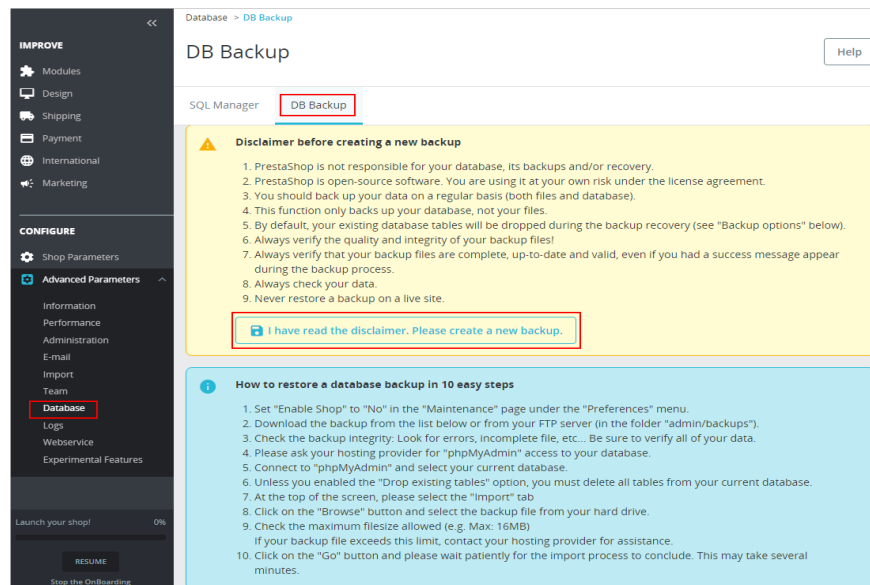 <<
IMPROVE
Modules
Design
Shipping
Payment
International
Marketing
CONFIGURE
Shop Parameters
Advanced Parameters
Information
Performance
Administration
E-mail
Import
Team
Database
Logs
Webservice
Experimental Features
Launch your shop! 0%
RESUME
Stop the OnBoarding
Database > DB Backup
DB Backup
Help
SQL Manager DB Backup
Disclaimer before creating a new backup
1. PrestaShop is not responsible for your database, its backups and/or recovery.
2. PrestaShop is open-source software. You are using it at your own risk under the license agreement.
3. You should back up your data on a regular basis (both files and database).
4. This function only backs up your database, not your files.
5. By default, your existing database tables will be dropped during the backup recovery (see "Backup options" below).
6. Always verify the quality and integrity of your backup files!
7. Always verify that your backup files are complete, up-to-date and valid, even if you had a success message appear
during the backup process.
8. Always check your data.
9. Never restore a backup on a live site.
I have read the disclaimer. Please create a new backup.
How to restore a database backup in 10 easy steps
1. Set "Enable Shop" to "No" in the "Maintenance" page under the "Preferences" menu.
2. Download the backup from the list below or from your FTP server (in the folder "admin/backups").
3. Check the backup integrity: Look for errors, incomplete file, etc... Be sure to verify all of your data.
4. Please ask your hosting provider for "phpMyAdmin" access to your database.
5. Connect to "phpMyAdmin" and select your current database.
6. Unless you enabled the "Drop existing tables" option, you must delete all tables from your current database.
7. At the top of the screen, please select the "Import" tab
8. Click on the "Browse" button and select the backup file from your hard drive.
9. Check the maximum filesize allowed (e.g. Max: 16MB)
If your backup file exceeds this limit, contact your hosting provider for assistance.
10. Click on the "Go" button and please wait patiently for the import process to conclude. This may take several
minutes.